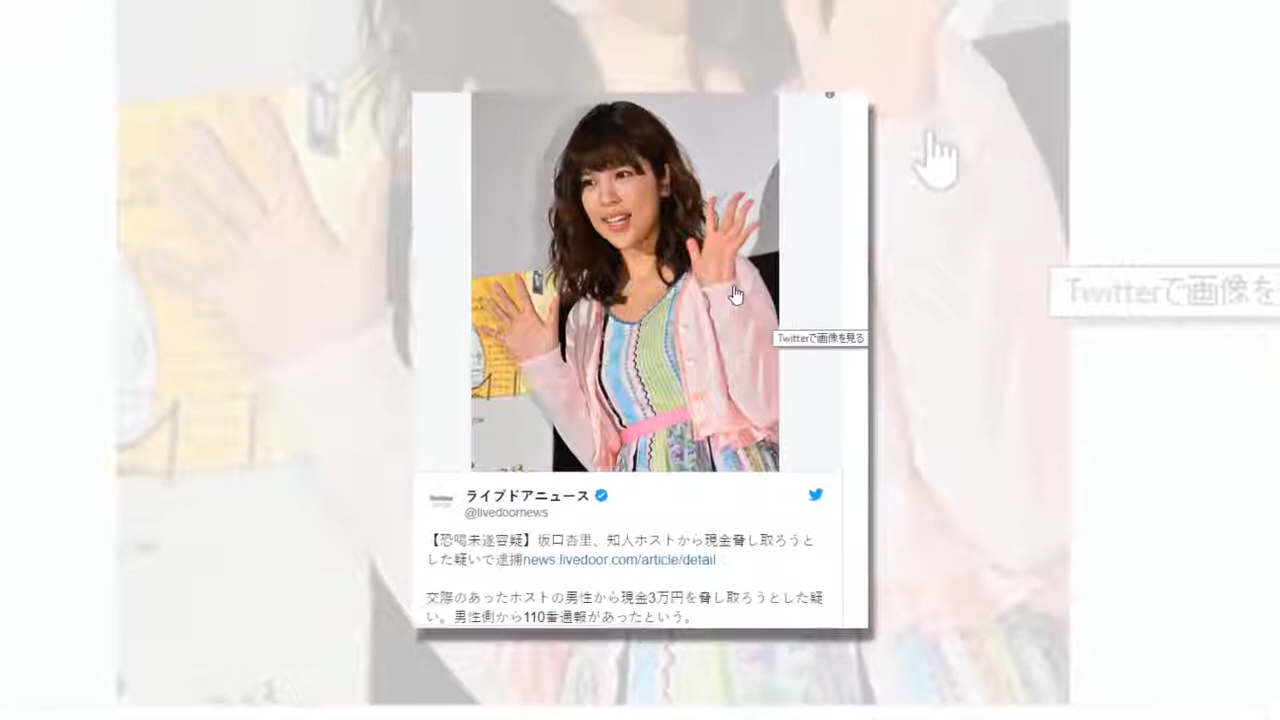 Twitterで画像を
Twitterで画像を見る
ライブドアニュース
@livedoornews
【恐喝未遂容疑】坂口杏里、知人ホストから現金脅し取ろうと
した疑いで逮捕news.livedoor.com/article/detail
交際のあったホストの男性から現金3万円を脅し取ろうとした疑
い。男性側から110番通報があったという。